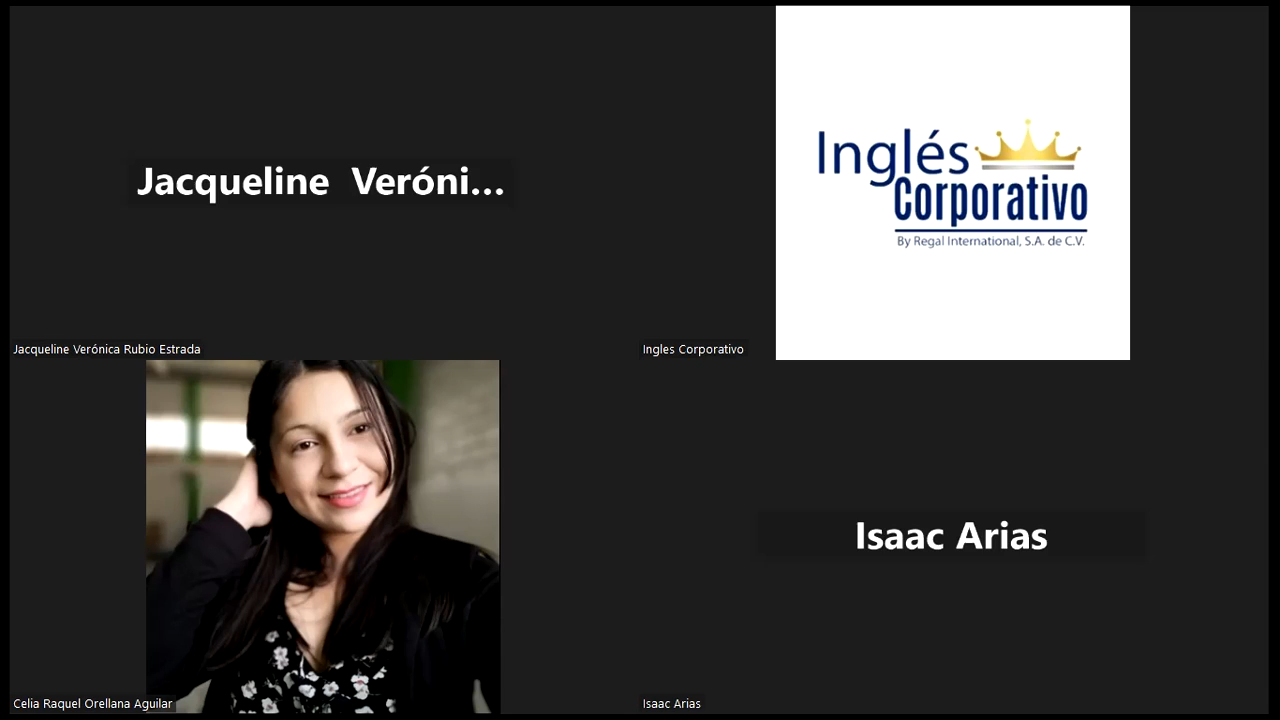 Jacqueline  Veróni...
Inglés
Corporativo
By Regal International, S.A. de C.V.
Jacqueline Verónica Rubio Estrada
Ingles Corporativo
Isaac Arias
Celia Raquel Orellana Aguilar
Isaac Arias